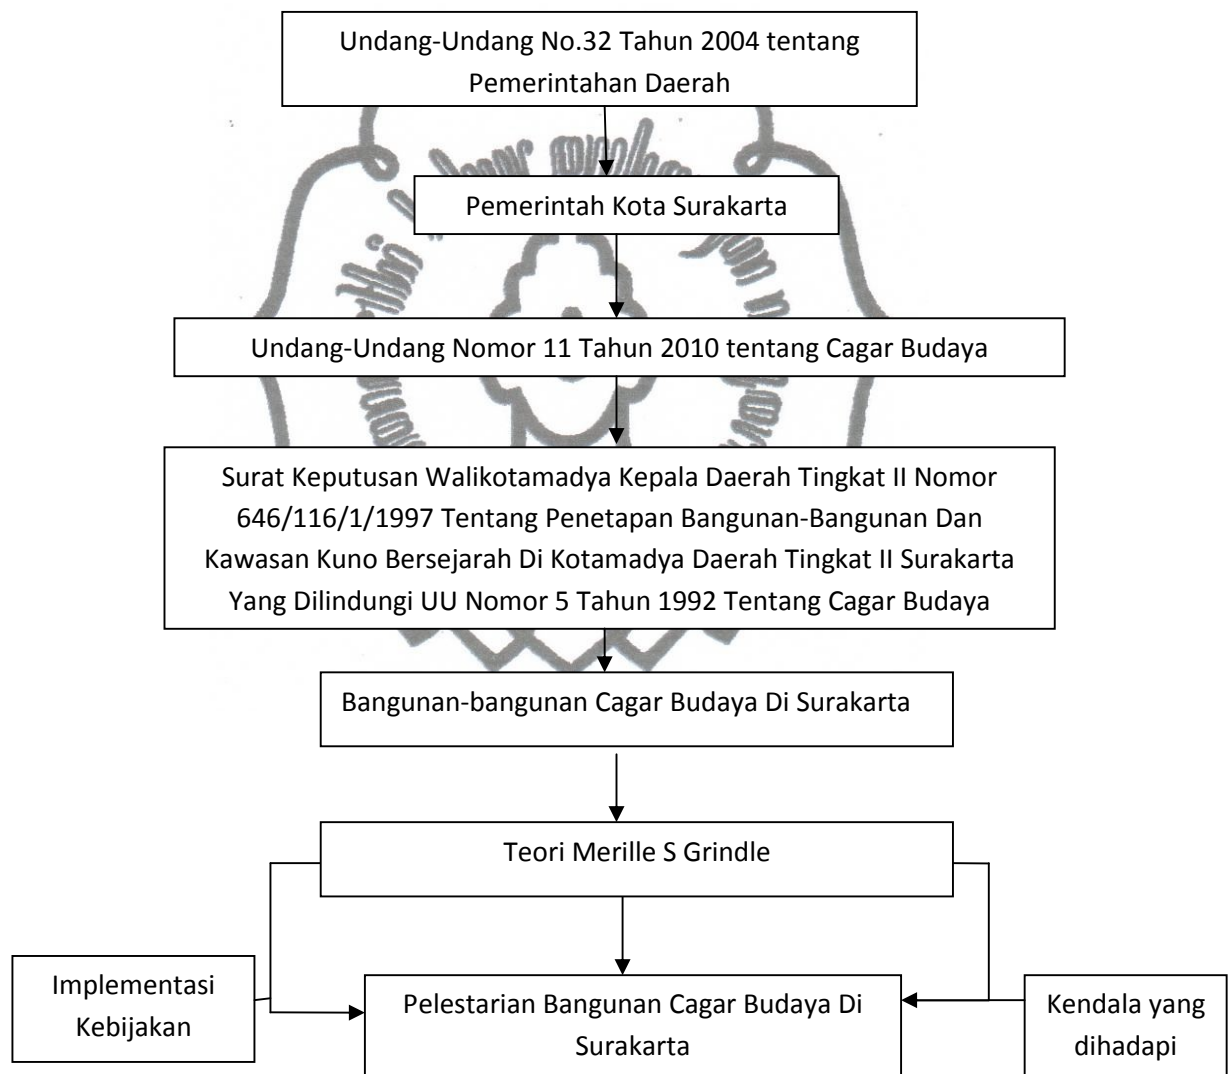 Undang-Undang No.32 Tahun 2004 tentang
Pemerintahan Daerah
Pemerintah Kota Surakarta
Undang-Undang Nomor 11 Tahun 2010 tentang Cagar Budaya
Surat Keputusan Walikotamadya Kepala Daerah Tingkat II Nomor
646/116/1/1997 Tentang Penetapan Bangunan-Bangunan Dan
Kawasan Kuno Bersejarah Di Kotamadya Daerah Tingkat II Surakarta
Yang Dilindungi UU Nomor 5 Tahun 1992 Tentang Cagar Budaya
Bangunan-bangunan Cagar Budaya Di Surakarta
Teori Merille S Grindle
Implementasi
Kebijakan
Pelestarian Bangunan Cagar Budaya Di
Surakarta
Kendala yang
dihadapi